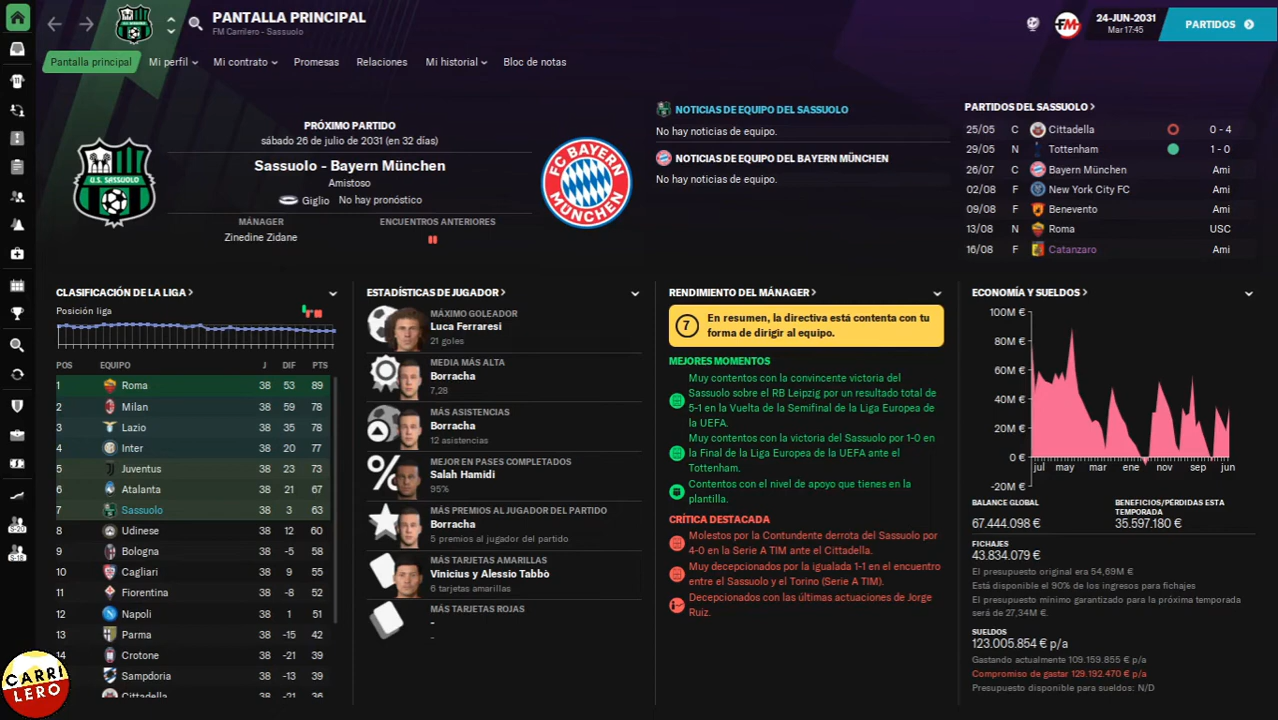 PANTALLA PRINCIPAL
FM Carrilero - Sassuolo
24-JUN-2031
Mar 17:45
PARTIDOS
Pantalla principal
Mi perfil
Mi contrato
Promesas
Relaciones
Mi historial
Bloc de notas
PRÓXIMO PARTIDO
sábado 26 de julio de 2031 (en 32 días)
Sassuolo - Bayern München
Amistoso
Giglio No hay pronóstico
MÁNAGER
Zinedine Zidane
ENCUENTROS ANTERIORES
U.S. SASSUOLO
FC BAYERN
MÜNCHEN
NOTICIAS DE EQUIPO DEL SASSUOLO
No hay noticias de equipo.
NOTICIAS DE EQUIPO DEL BAYERN MÜNCHEN
No hay noticias de equipo.
PARTIDOS DEL SASSUOLO
25/05 C Cittadella 0 - 4
29/05 N Tottenham 1 - 0
26/07 C Bayern München Ami
02/08 F New York City FC Ami
09/08 F Benevento Ami
13/08 N Roma USC
16/08 F Catanzaro Ami
CLASIFICACIÓN DE LA LIGA
Posición liga
POS EQUIPO J DIF PTS
1 Roma 38 53 89
2 Milan 38 59 78
3 Lazio 38 35 78
4 Inter 38 20 77
5 Juventus 38 23 73
6 Atalanta 38 21 67
7 Sassuolo 38 3 63
8 Udinese 38 12 60
9 Bologna 38 -5 58
10 Cagliari 38 9 55
11 Fiorentina 38 -8 52
12 Napoli 38 1 51
13 Parma 38 -15 42
14 Crotone 38 -21 39
15 Sampdoria 38 -13 39
Cittadella 38 -21 36
CARRI
LERO
ESTADÍSTICAS DE JUGADOR
MÁXIMO GOLEADOR
Luca Ferraresi
21 goles
MEDIA MÁS ALTA
Borracha
7,28
MÁS ASISTENCIAS
Borracha
12 asistencias
MEJOR EN PASES COMPLETADOS
Salah Hamidi
95%
MÁS PREMIOS AL JUGADOR DEL PARTIDO
Borracha
5 premios al jugador del partido
MÁS TARJETAS AMARILLAS
Vinicius y Alessio Tabbò
6 tarjetas amarillas
MÁS TARJETAS ROJAS
-
-
RENDIMIENTO DEL MÁNAGER
7 En resumen, la directiva está contenta con tu
forma de dirigir al equipo.
MEJORES MOMENTOS
Muy contentos con la convincente victoria del
Sassuolo sobre el RB Leipzig por un resultado total de
5-1 en la Vuelta de la Semifinal de la Liga Europea de
la UEFA.
Muy contentos con la victoria del Sassuolo por 1-0 en
la Final de la Liga Europea de la UEFA ante el
Tottenham.
Contentos con el nivel de apoyo que tienes en la
plantilla.
CRÍTICA DESTACADA
Molestos por la Contundente derrota del Sassuolo por
4-0 en la Serie A TIM ante el Cittadella.
Muy decepcionados por la igualada 1-1 en el encuentro
entre el Sassuolo y el Torino (Serie A TIM).
Decepcionados con las últimas actuaciones de Jorge
Ruiz.
ECONOMÍA Y SUELDOS
100M €
80M €
60M €
40M €
20M €
0 €
-20M €
jul may mar ene nov sep jun
BALANCE GLOBAL
67.444.098 €
BENEFICIOS/PÉRDIDAS ESTA
TEMPORADA
35.597.180 €
FICHAJES
43.834.079 €
El presupuesto original era 54,69M €
Está disponible el 90% de los ingresos para fichajes
El presupuesto mínimo garantizado para la próxima temporada
será de 27,34M €.
SUELDOS
123.005.854 € p/a
Gastando actualmente 109.159.855 € p/a
Compromiso de gastar 129.192.470 € p/a
Presupuesto disponible para sueldos: N/D